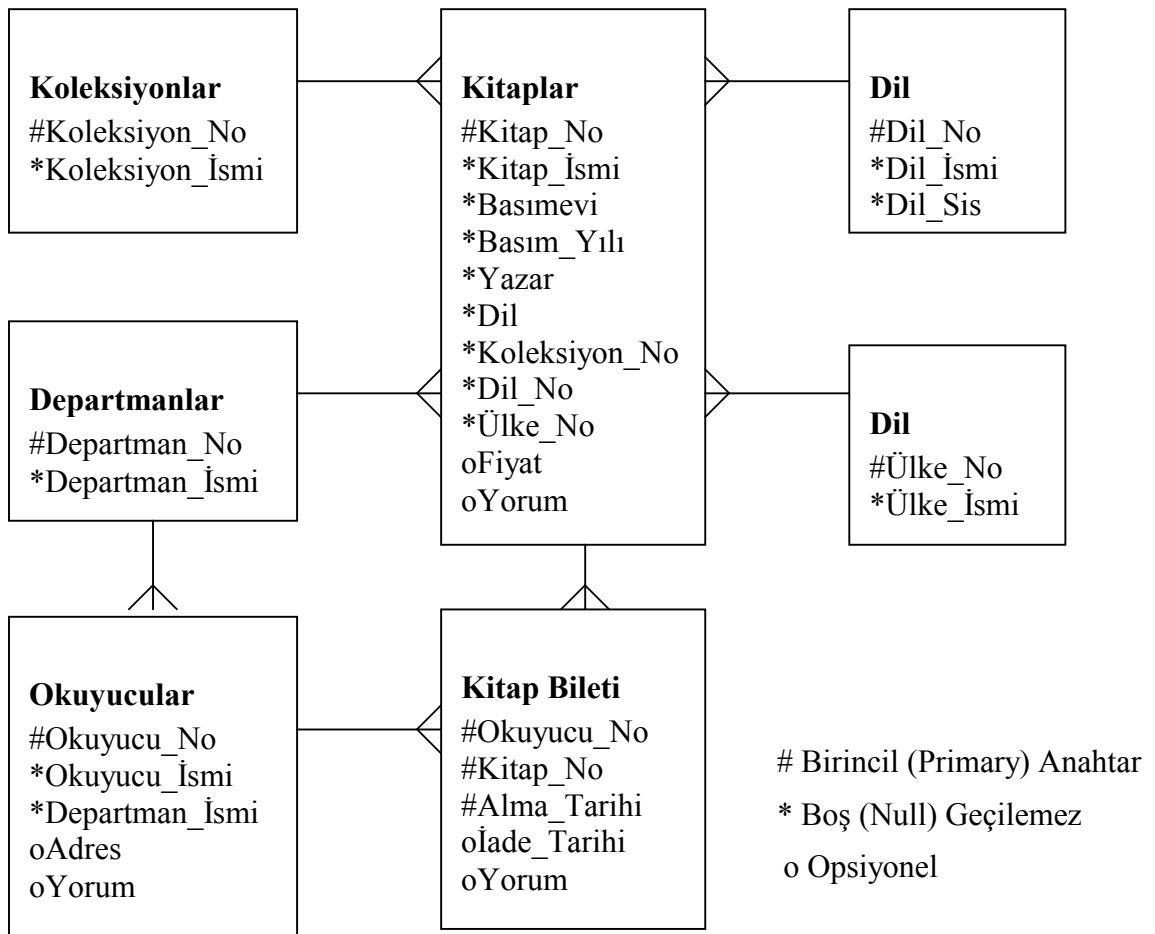 Koleksiyonlar
#Koleksiyon_No
*Koleksiyon_İsmi
Kitaplar
#Kitap_No
*Kitap_İsmi
*Basımevi
*Basım_Yılı
*Yazar
*Dil
*Koleksiyon_No
*Dil_No
*Ülke_No
oFiyat
oYorum
Dil
#Dil_No
*Dil_İsmi
*Dil_Sis
Departmanlar
#Departman_No
*Departman_İsmi
Dil
#Ülke_No
*Ülke_İsmi
Okuyucular
#Okuyucu_No
*Okuyucu_İsmi
*Departman_İsmi
oAdres
oYorum
Kitap Bileti
#Okuyucu_No
#Kitap_No
#Alma_Tarihi
oİade_Tarihi
oYorum
# Birincil (Primary) Anahtar
* Boş (Null) Geçilemez
o Opsiyonel